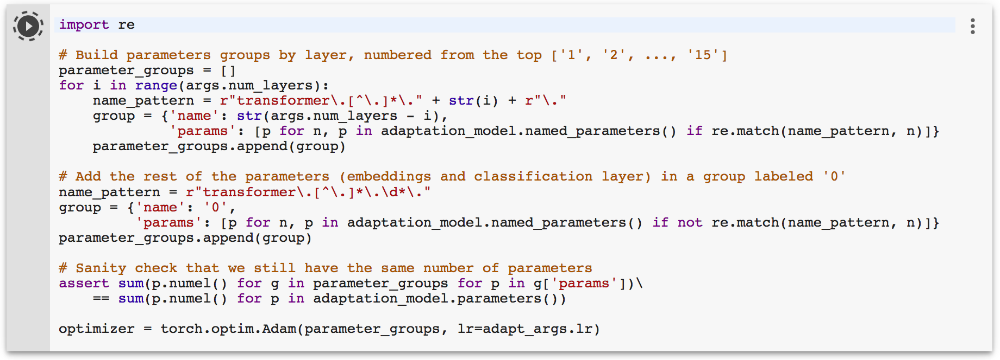 import re

# Build parameters groups by layer, numbered from the top ['1', '2', ..., '15']
parameter_groups = []
for i in range(args.num_layers):
    name_pattern = r"transformer\.[^\.]*\." + str(i) + r"\."
    group = {'name': str(args.num_layers - i),
             'params': [p for n, p in adaptation_model.named_parameters() if re.match(name_pattern, n)]}
    parameter_groups.append(group)

# Add the rest of the parameters (embeddings and classification layer) in a group labeled '0'
name_pattern = r"transformer\.[^\.]*\.\d*\."
group = {'name': '0',
         'params': [p for n, p in adaptation_model.named_parameters() if not re.match(name_pattern, n)]}
parameter_groups.append(group)

# Sanity check that we still have the same number of parameters
assert sum(p.numel() for g in parameter_groups for p in g['params'])\
    == sum(p.numel() for p in adaptation_model.parameters())

optimizer = torch.optim.Adam(parameter_groups, lr=adapt_args.lr)